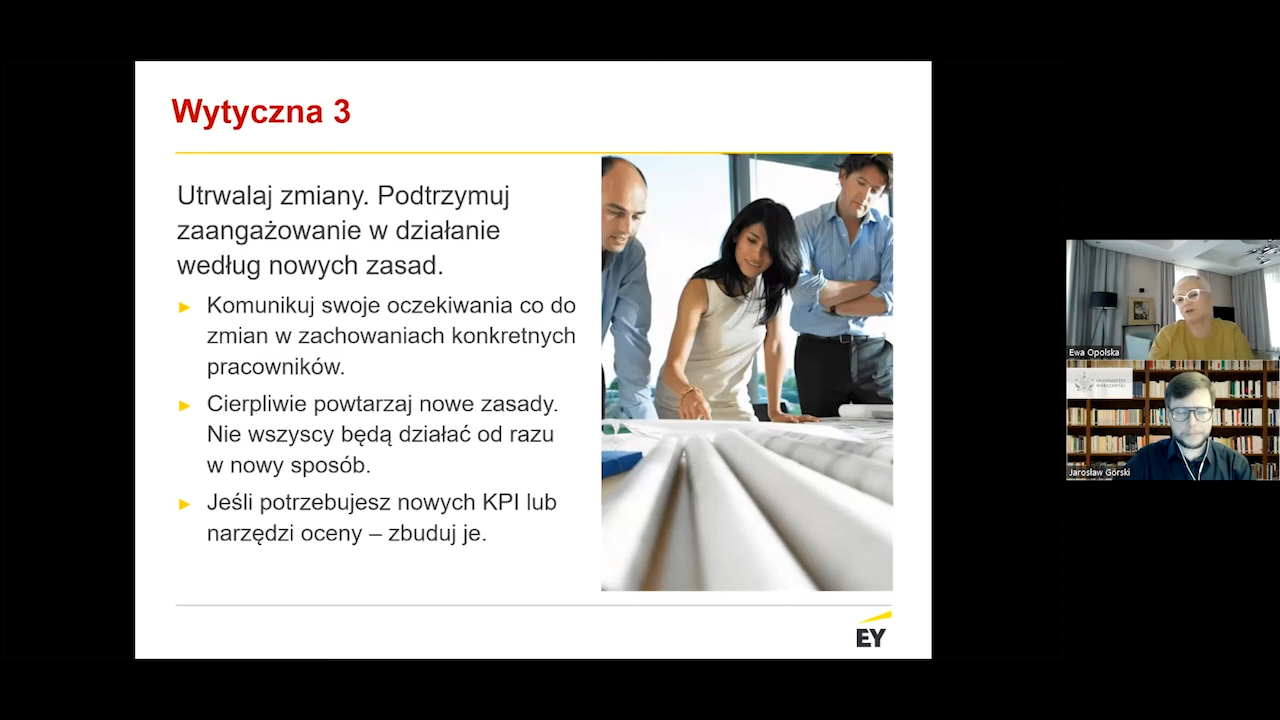 Wytyczna 3
Utrwalaj zmiany. Podtrzymuj
zaangażowanie w działanie
według nowych zasad.
► Komunikuj swoje oczekiwania co do
zmian w zachowaniach konkretnych
pracowników.
► Cierpliwie powtarzaj nowe zasady.
Nie wszyscy będą działać od razu
w nowy sposób.
► Jeśli potrzebujesz nowych KPI lub
narzędzi oceny – zbuduj je.
EY
Ewa Opolska
UNIWERSYTET
WARSZAWSKI
Jarosław Górski